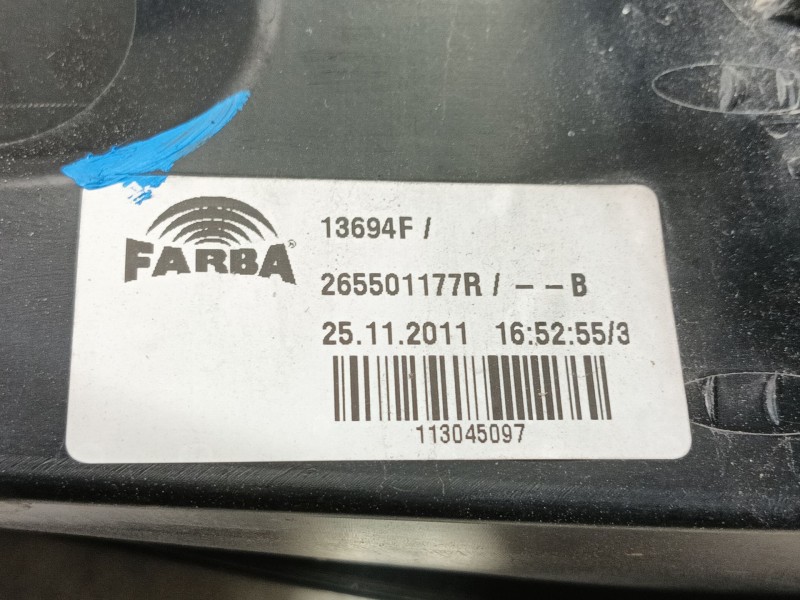 FARBA®
13694F /
265501177R / – – B
25.11.2011 16:52:55/3
113045097